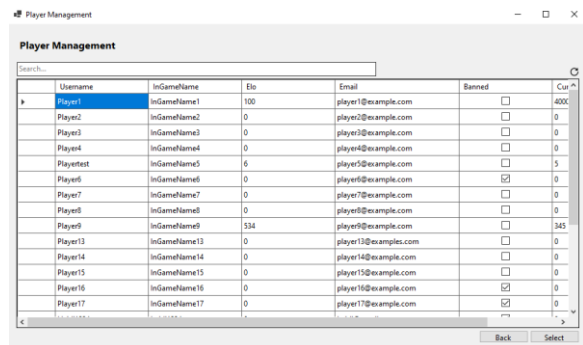 Player Management
Player Management
Search...
Username InGameName Elo Email Banned Cur
Player1 InGameName1 100 player1@example.com 4000
Player2 InGameName2 0 player2@example.com 0
Player3 InGameName3 0 player3@example.com 0
Player4 InGameName4 0 player4@example.com 0
Playertest InGameName5 6 player5@example.com 5
Player6 InGameName6 0 player6@example.com 0
Player7 InGameName7 0 player7@example.com 0
Player8 InGameName8 0 player8@example.com 0
Player9 InGameName9 534 player9@example.com 345
Player13 InGameName13 0 player13@examples.com 0
Player14 InGameName14 0 player14@example.com 0
Player15 InGameName15 0 player15@example.com 0
Player16 InGameName16 0 player16@example.com 0
Player17 InGameName17 0 player17@example.com 0
Back Select